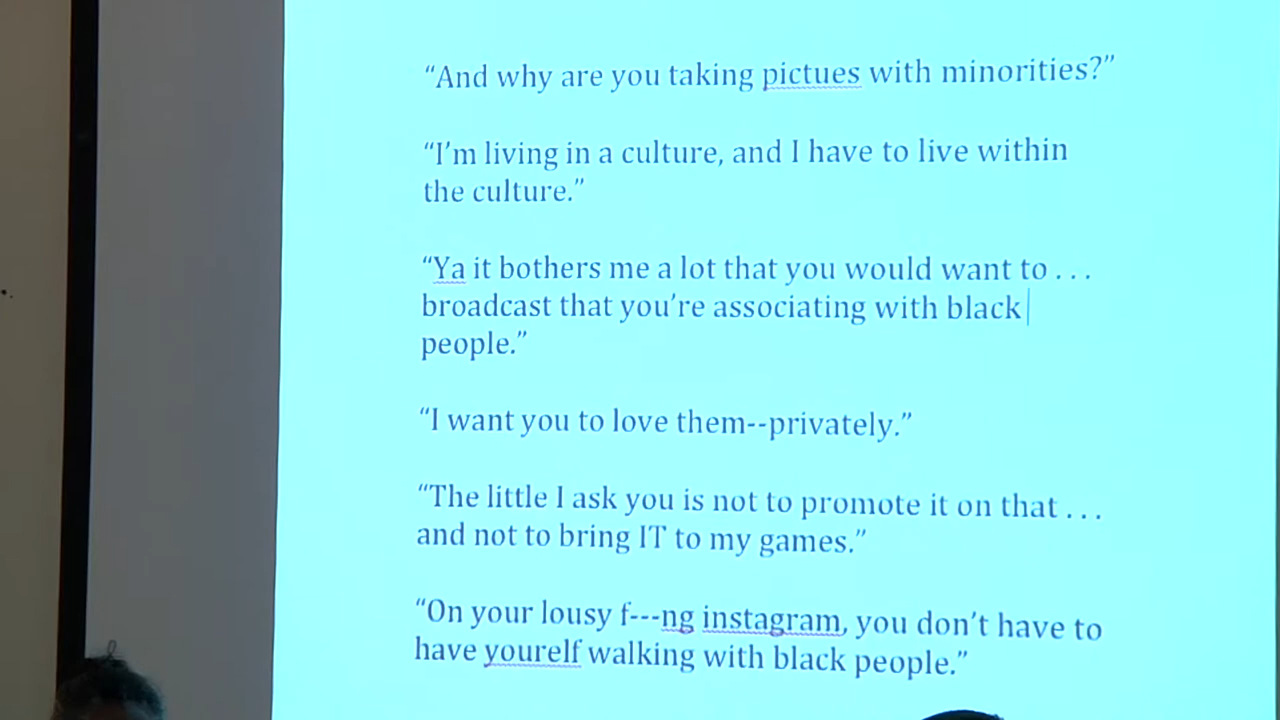 “And why are you taking pictues with minorities?”
“I’m living in a culture, and I have to live within
the culture.”
“Ya it bothers me a lot that you would want to . . .
broadcast that you’re associating with black
people.”
“I want you to love them--privately.”
“The little I ask you is not to promote it on that . . .
and not to bring IT to my games.”
“On your lousy f---ng instagram, you don’t have to
have yourelf walking with black people.”